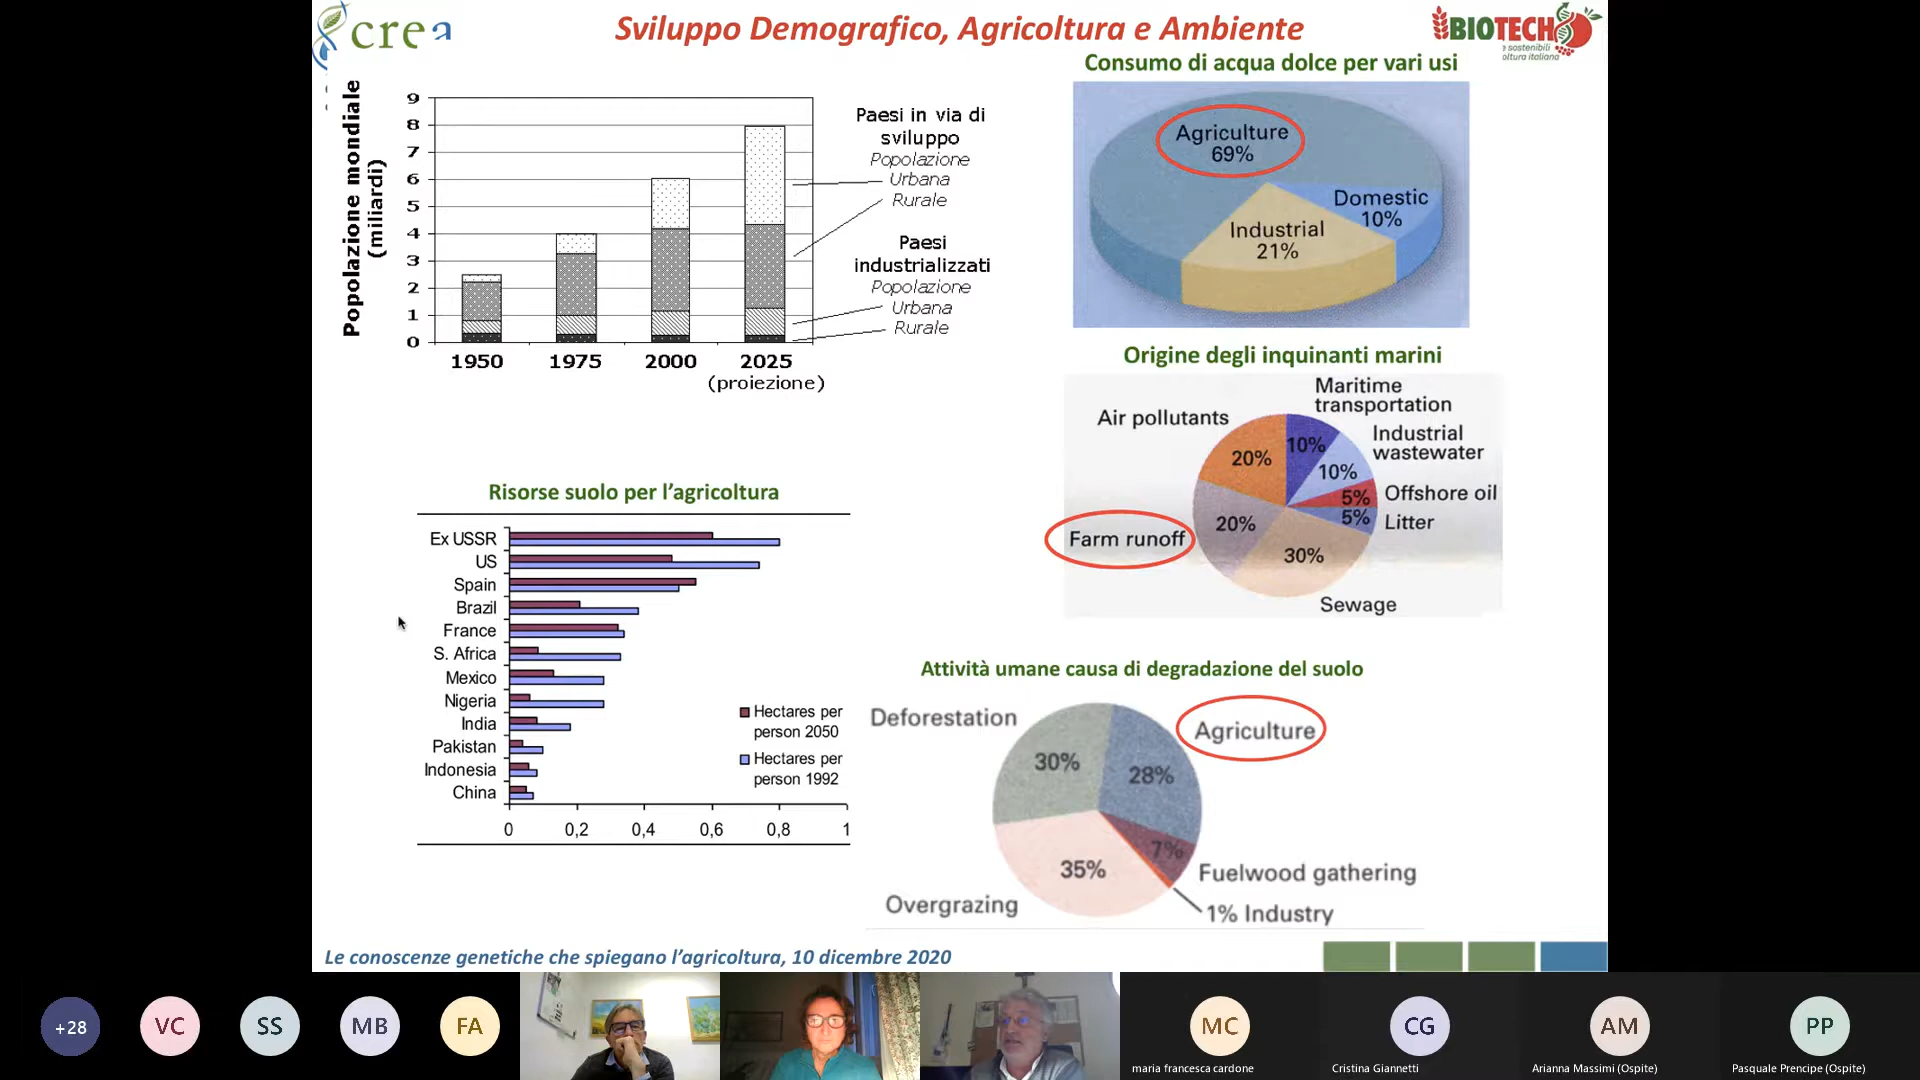 crea
Sviluppo Demografico, Agricoltura e Ambiente
BIOTECH
e sostenibili
oltura italiana
Popolazione mondiale
(miliardi)
9
8
7
6
5
4
3
2
1
0
1950 1975 2000 2025
(proiezione)
Paesi in via di
sviluppo
Popolazione
Urbana
Rurale
Paesi
industrializzati
Popolazione
Urbana
Rurale
Consumo di acqua dolce per vari usi
Agriculture
69%
Domestic
10%
Industrial
21%
Origine degli inquinanti marini
Maritime
transportation
Air pollutants
Industrial
wastewater
10%
20%
10%
Offshore oil
5%
Litter
5%
20%
Farm runoff
30%
Sewage
Risorse suolo per l'agricoltura
Ex USSR
US
Spain
Brazil
France
S. Africa
Mexico
Nigeria
India
Pakistan
Indonesia
China
Hectares per
person 2050
Hectares per
person 1992
0 0,2 0,4 0,6 0,8 1
Attività umane causa di degradazione del suolo
Deforestation
Agriculture
30%
28%
7%
35%
Fuelwood gathering
Overgrazing
1% Industry
Le conoscenze genetiche che spiegano l'agricoltura, 10 dicembre 2020
+28
VC
SS
MB
FA
MC
maria francesca cardone
CG
Cristina Giannetti
AM
Arianna Massimi (Ospite)
PP
Pasquale Prencipe (Ospite)